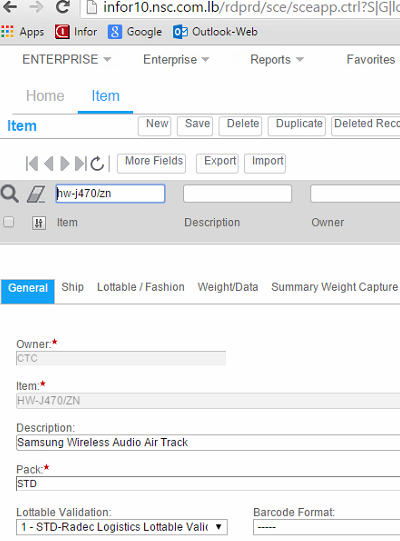 infor10.nsc.com.lb/rdprd/sce/sceapp.ctrl?S|G|lo
Apps Infor Google Outlook-Web
ENTERPRISE Enterprise Reports Favorites
Home Item
Item New Save Delete Duplicate Deleted Reco
More Fields Export Import
hw-j470/zn
Item Description Owner
General Ship Lottable / Fashion Weight/Data Summary Weight Capture
Owner:*
CTC
Item:*
HW-J470/ZN
Description:
Samsung Wireless Audio Air Track
Pack:*
STD
Lottable Validation: Barcode Format:
1 - STD-Radec Logistics Lottable Valic -----